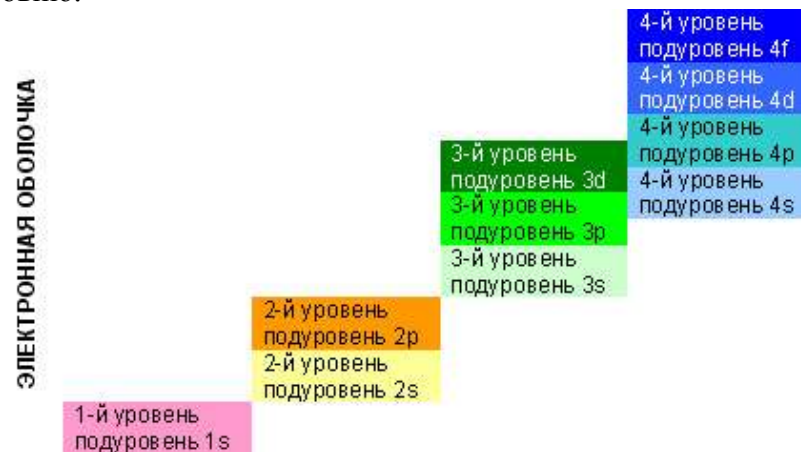 4-й уровень
подуровень 4f
4-й уровень
подуровень 4d
4-й уровень
подуровень 4p
4-й уровень
подуровень 4s
3-й уровень
подуровень 3d
3-й уровень
подуровень 3p
3-й уровень
подуровень 3s
2-й уровень
подуровень 2p
2-й уровень
подуровень 2s
1-й уровень
подуровень 1s
ЭЛЕКТРОННАЯ ОБОЛОЧКА